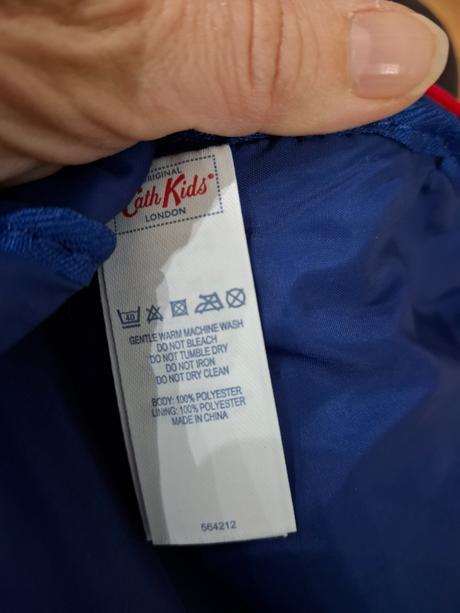 ORIGINAL
Cath Kids
LONDON
40
GENTLE WARM MACHINE WASH
DO NOT BLEACH
DO NOT TUMBLE DRY
DO NOT IRON
DO NOT DRY CLEAN
BODY: 100% POLYESTER
LINING: 100% POLYESTER
MADE IN CHINA
564212